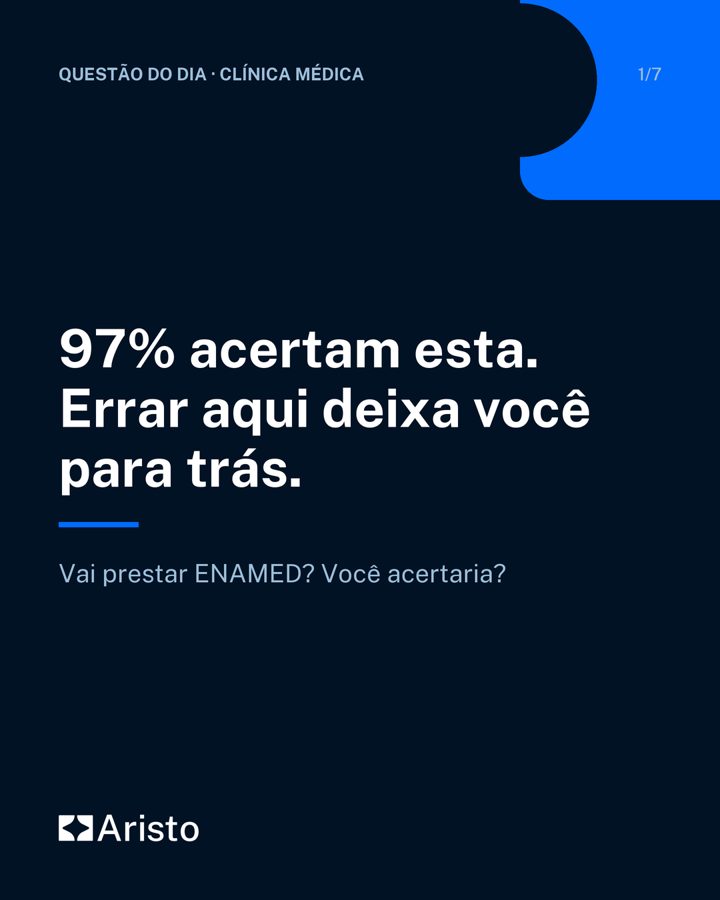 QUESTÃO DO DIA · CLÍNICA MÉDICA
1/7
97% acertam esta.
Errar aqui deixa você
para trás.
Vai prestar ENAMED? Você acertaria?
Aristo